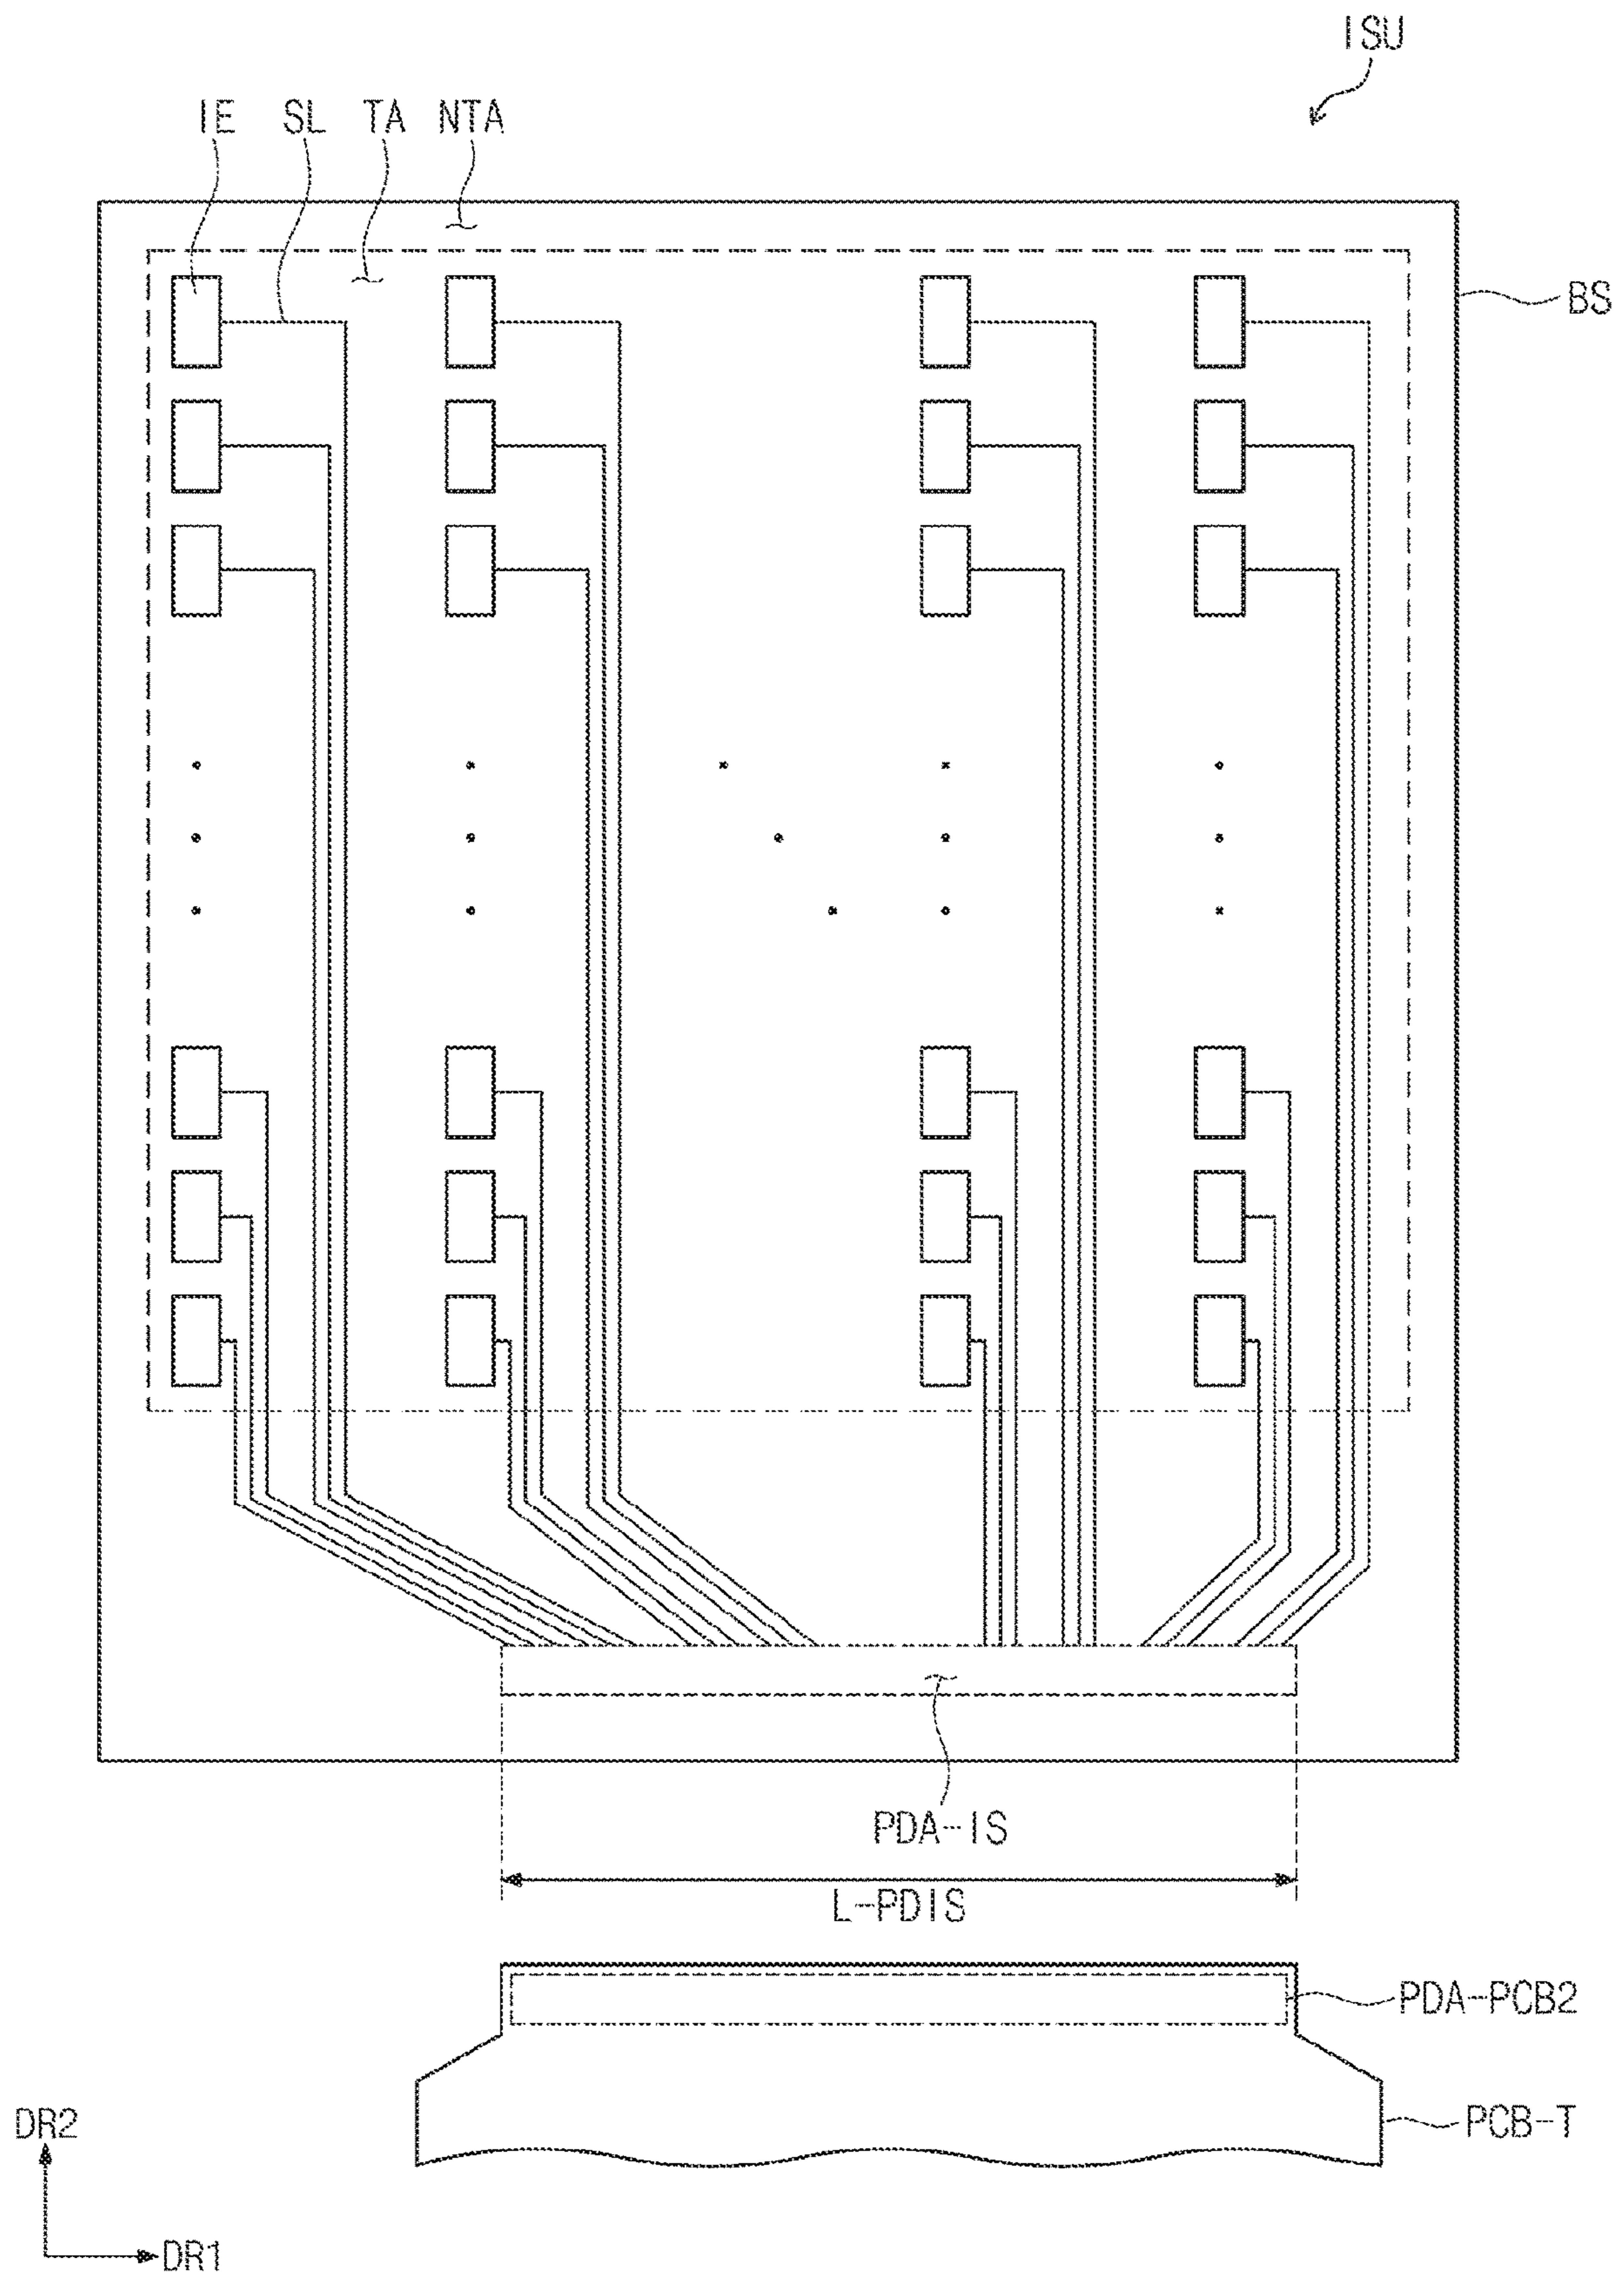 ISU
IE SL TA NTA
BS
PDA-IS
L-PDIS
PDA-PCB2
PCB-T
DR2
DR1